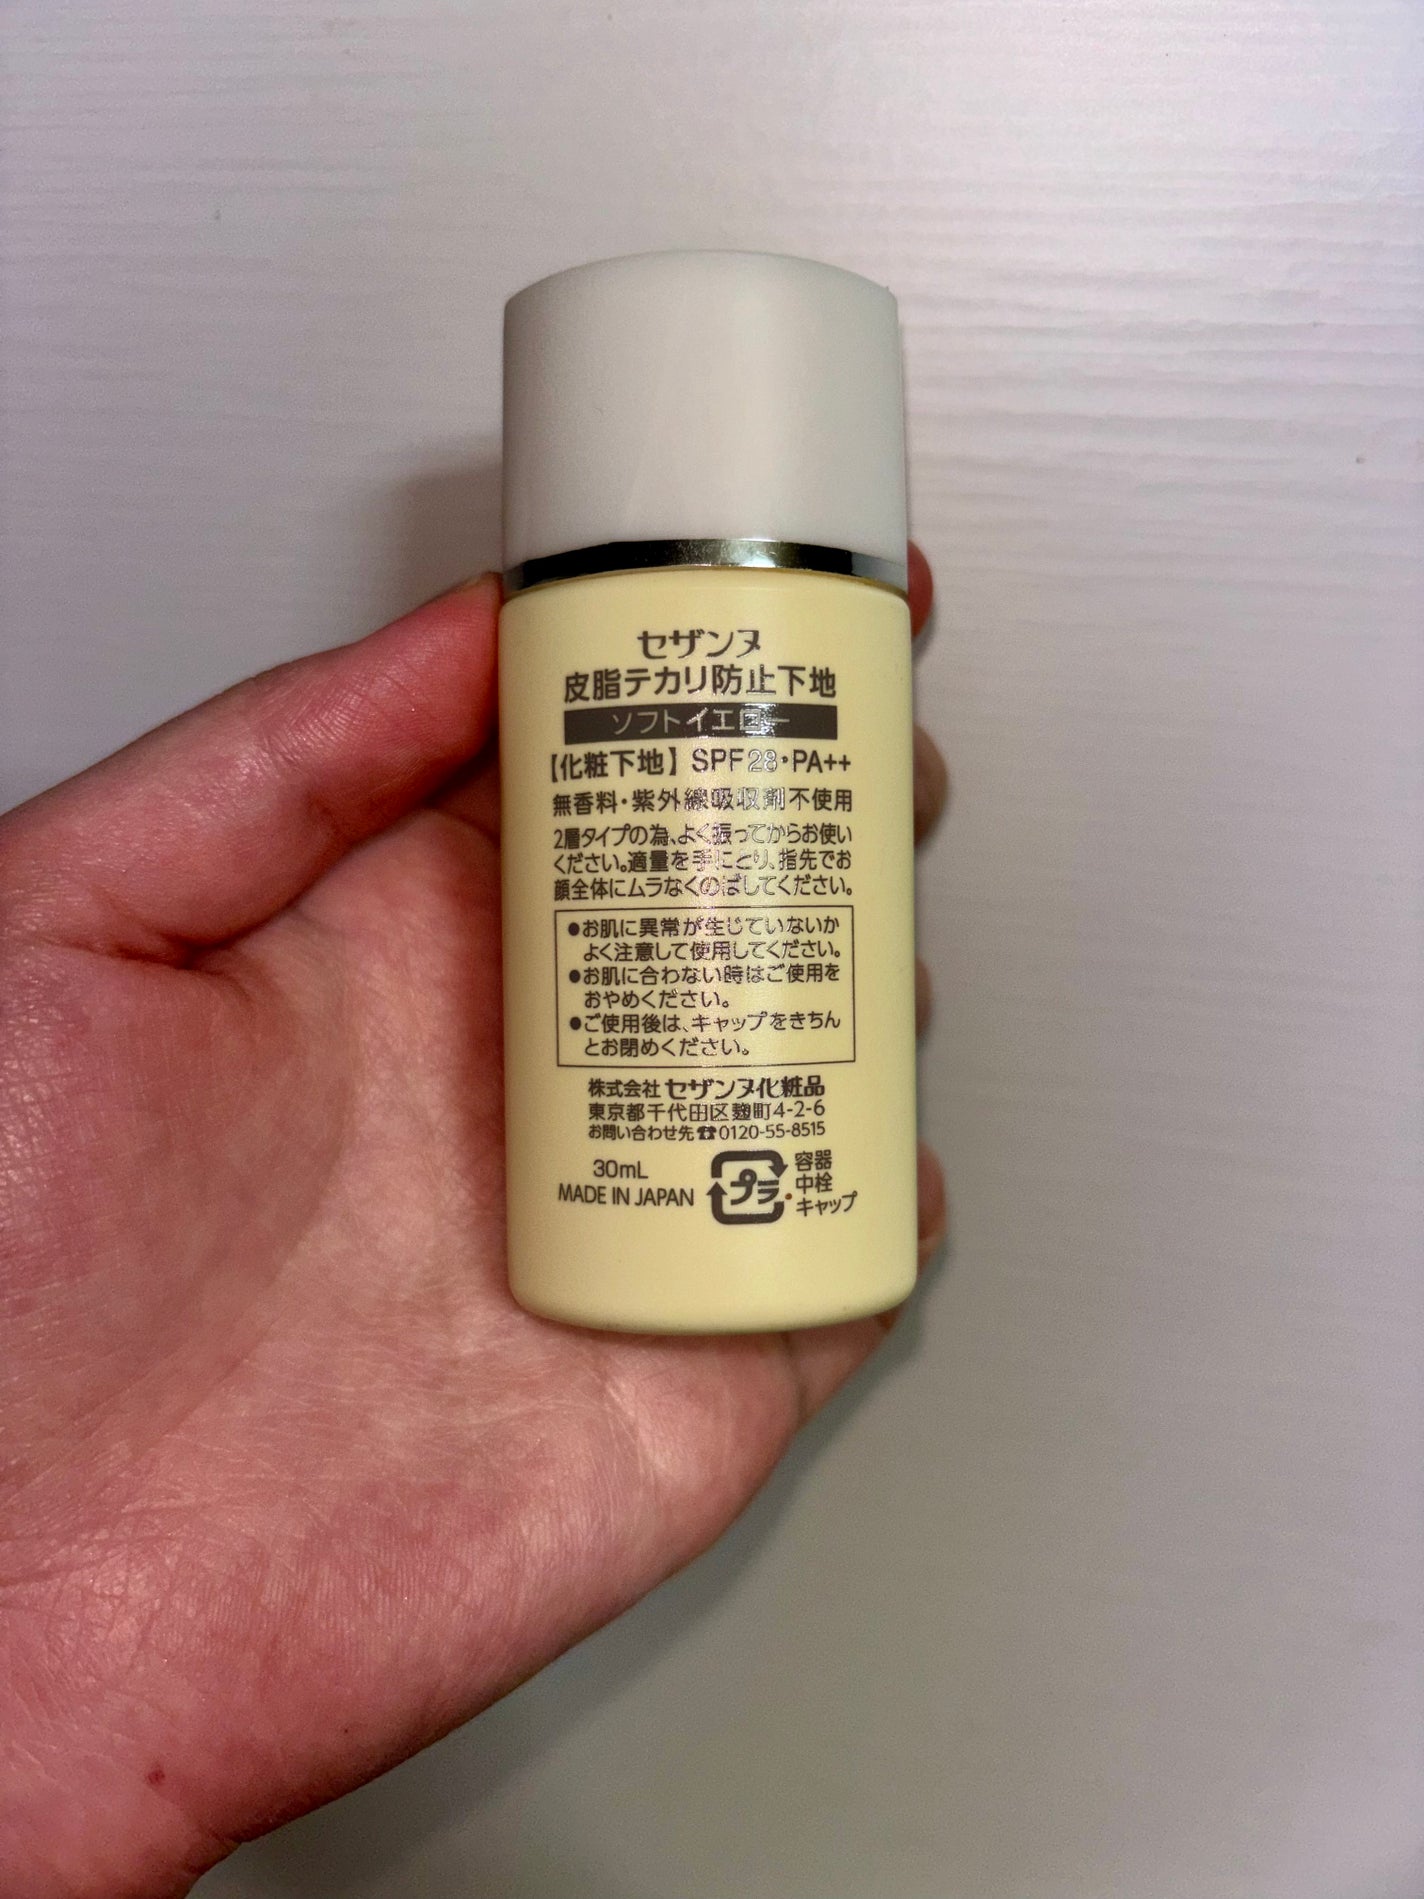 セザンヌ
皮脂テカリ防止下地
ソフトイエロー
【化粧下地】SPF28・PA++
無香料・紫外線吸収剤不使用
2層タイプの為、よく振ってからお使い
ください。適量を手にとり、指先でお
顔全体にムラなくのばしてください。
●お肌に異常が生じていないか
よく注意して使用してください。
●お肌に合わない時はご使用を
おやめください。
●ご使用後は、キャップをきちん
とお閉めください。
株式会社セザンヌ化粧品
東京都千代田区麹町4-2-6
お問い合わせ先☎0120-55-8515
30mL
MADE IN JAPAN
プラ
容器
中栓
キャップ